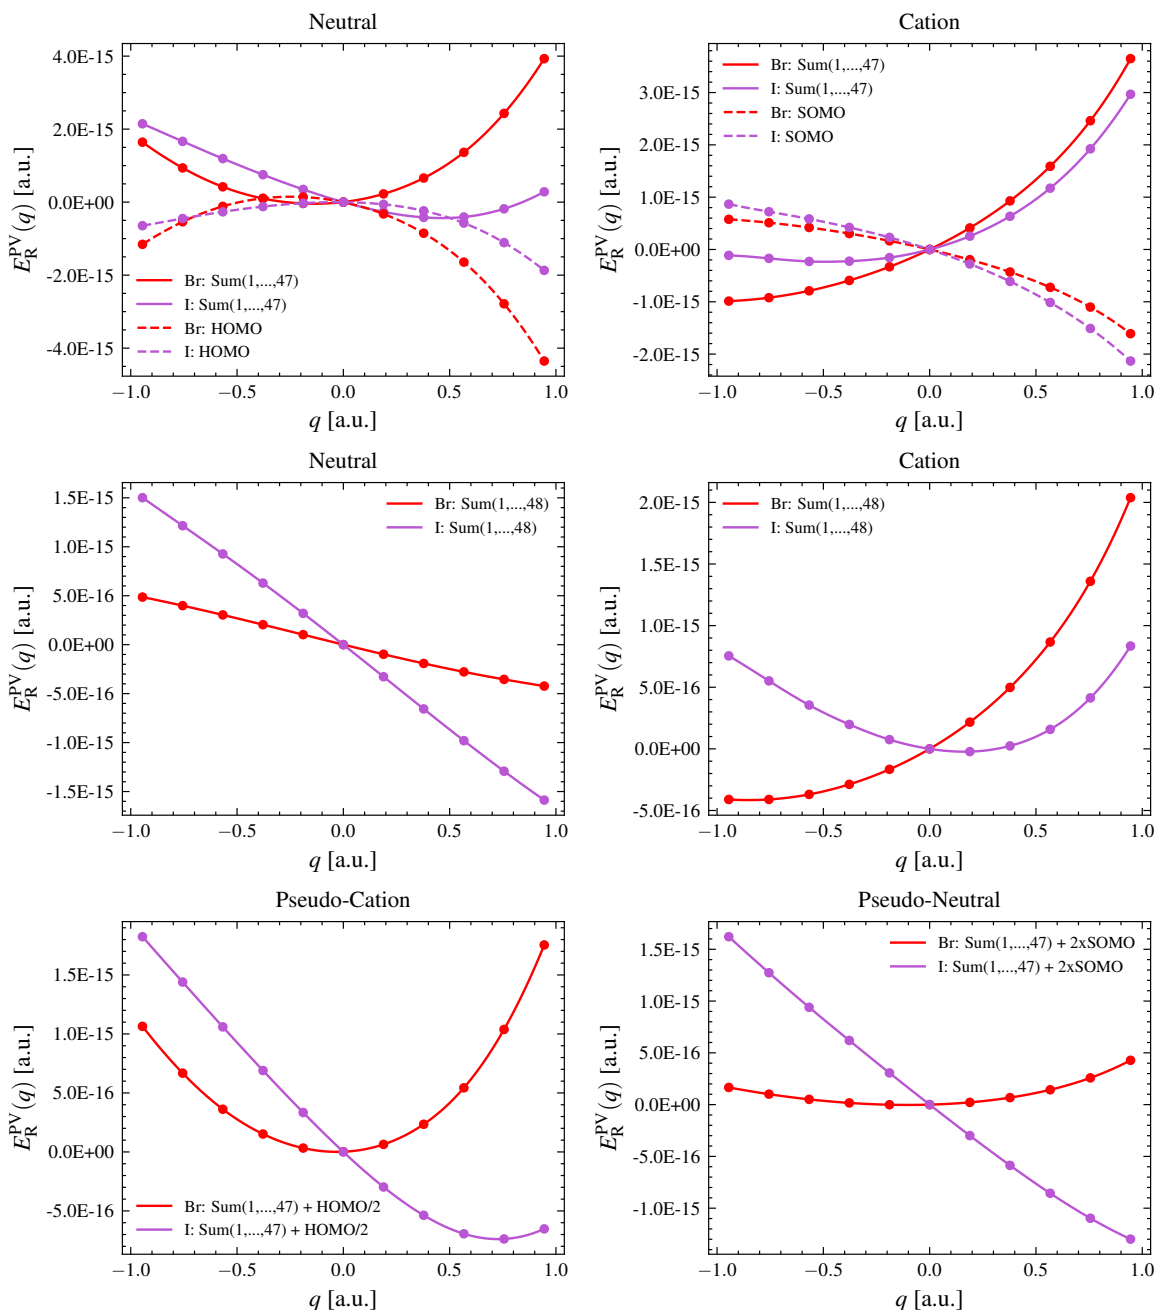 Neutral
4.0E-15
2.0E-15
0.0E+00
-2.0E-15
-4.0E-15
E_R^PV(q) [a.u.]
Br: Sum(1,...,47)
I: Sum(1,...,47)
Br: HOMO
I: HOMO
−1.0 −0.5 0.0 0.5 1.0
q [a.u.]
Cation
3.0E-15
2.0E-15
1.0E-15
0.0E+00
-1.0E-15
-2.0E-15
E_R^PV(q) [a.u.]
Br: Sum(1,...,47)
I: Sum(1,...,47)
Br: SOMO
I: SOMO
−1.0 −0.5 0.0 0.5 1.0
q [a.u.]
Neutral
1.5E-15
1.0E-15
5.0E-16
0.0E+00
-5.0E-16
-1.0E-15
-1.5E-15
E_R^PV(q) [a.u.]
Br: Sum(1,...,48)
I: Sum(1,...,48)
−1.0 −0.5 0.0 0.5 1.0
q [a.u.]
Cation
2.0E-15
1.5E-15
1.0E-15
5.0E-16
0.0E+00
-5.0E-16
E_R^PV(q) [a.u.]
Br: Sum(1,...,48)
I: Sum(1,...,48)
−1.0 −0.5 0.0 0.5 1.0
q [a.u.]
Pseudo-Cation
1.5E-15
1.0E-15
5.0E-16
0.0E+00
-5.0E-16
E_R^PV(q) [a.u.]
Br: Sum(1,...,47) + HOMO/2
I: Sum(1,...,47) + HOMO/2
−1.0 −0.5 0.0 0.5 1.0
q [a.u.]
Pseudo-Neutral
1.5E-15
1.0E-15
5.0E-16
0.0E+00
-5.0E-16
-1.0E-15
E_R^PV(q) [a.u.]
Br: Sum(1,...,47) + 2xSOMO
I: Sum(1,...,47) + 2xSOMO
−1.0 −0.5 0.0 0.5 1.0
q [a.u.]